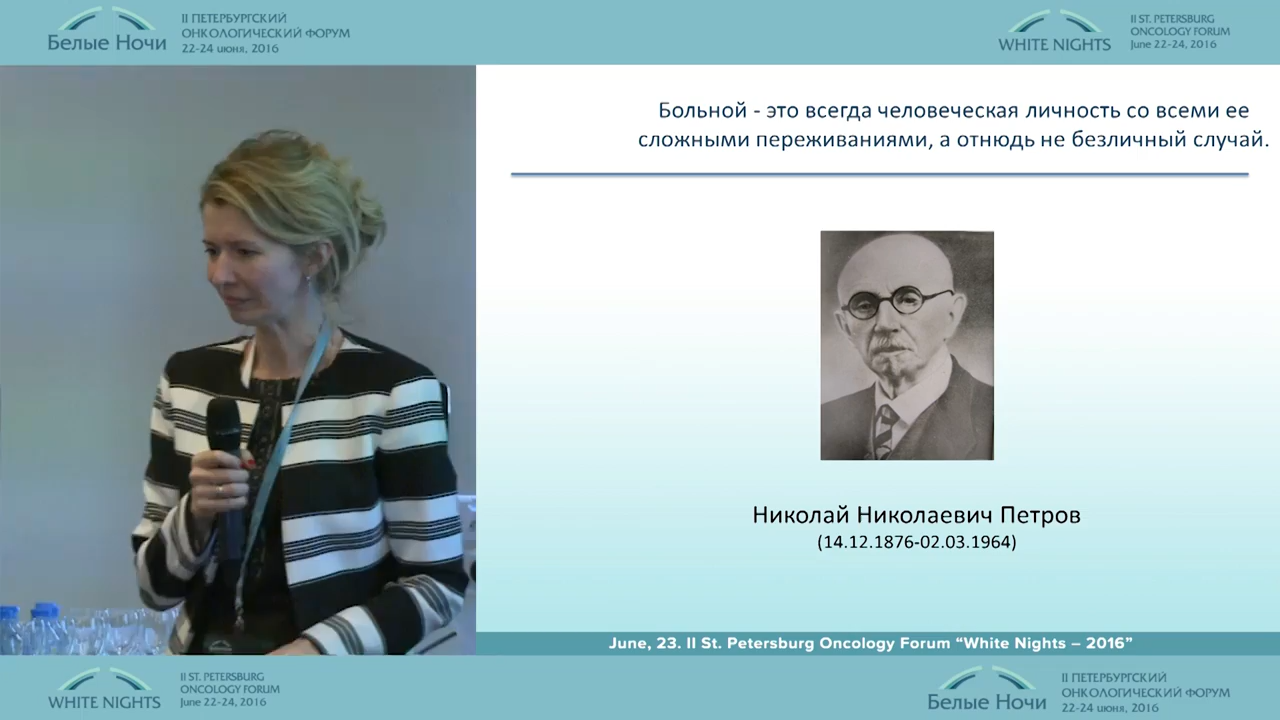 Белые Ночи
II ПЕТЕРБУРГСКИЙ
ОНКОЛОГИЧЕСКИЙ ФОРУМ
22-24 июня, 2016
WHITE NIGHTS
II ST. PETERSBURG
ONCOLOGY FORUM
June 22-24, 2016
Больной - это всегда человеческая личность со всеми ее
сложными переживаниями, а отнюдь не безличный случай.
Николай Николаевич Петров
(14.12.1876-02.03.1964)
June, 23. II St. Petersburg Oncology Forum “White Nights – 2016”
WHITE NIGHTS
II ST. PETERSBURG
ONCOLOGY FORUM
June 22-24, 2016
Белые Ночи
II ПЕТЕРБУРГСКИЙ
ОНКОЛОГИЧЕСКИЙ ФОРУМ
22-24 июня, 2016